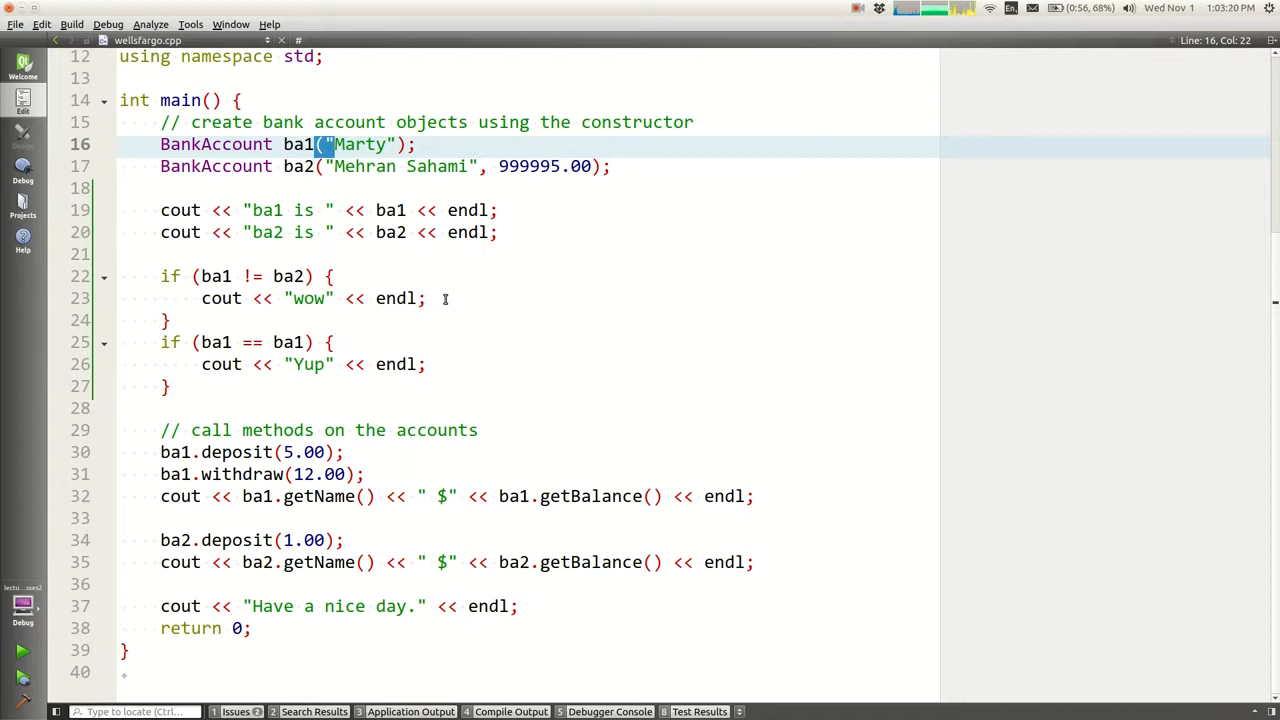 En
(0:56, 68%)
Wed Nov 1
1:03:20 PM
File Edit Build Debug Analyze Tools Window Help
wellsfargo.cpp
#
Line: 16, Col: 22
Welcome
Edit
Design
Debug
Projects
Help
12 using namespace std;
13
14 int main() {
15 // create bank account objects using the constructor
16 BankAccount ba1("Marty");
17 BankAccount ba2("Mehran Sahami", 999995.00);
18
19 cout << "ba1 is " << ba1 << endl;
20 cout << "ba2 is " << ba2 << endl;
21
22 if (ba1 != ba2) {
23 cout << "wow" << endl;
24 }
25 if (ba1 == ba1) {
26 cout << "Yup" << endl;
27 }
28
29 // call methods on the accounts
30 ba1.deposit(5.00);
31 ba1.withdraw(12.00);
32 cout << ba1.getName() << " $" << ba1.getBalance() << endl;
33
34 ba2.deposit(1.00);
35 cout << ba2.getName() << " $" << ba2.getBalance() << endl;
36
37 cout << "Have a nice day." << endl;
38 return 0;
39 }
40
lectu...sses2
Debug
Type to locate (Ctrl...
1 Issues 2
2 Search Results
3 Application Output
4 Compile Output
5 Debugger Console
8 Test Results